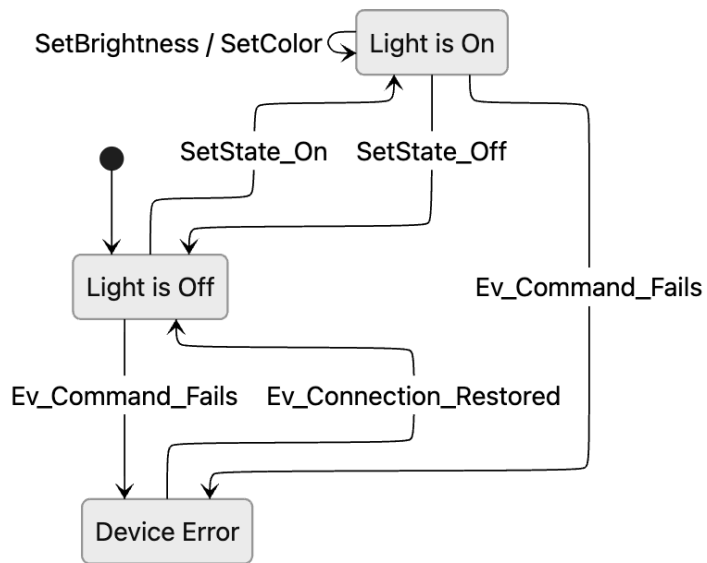 SetBrightness / SetColor
Light is On
SetState_On
SetState_Off
Light is Off
Ev_Command_Fails
Ev_Command_Fails
Ev_Connection_Restored
Device Error